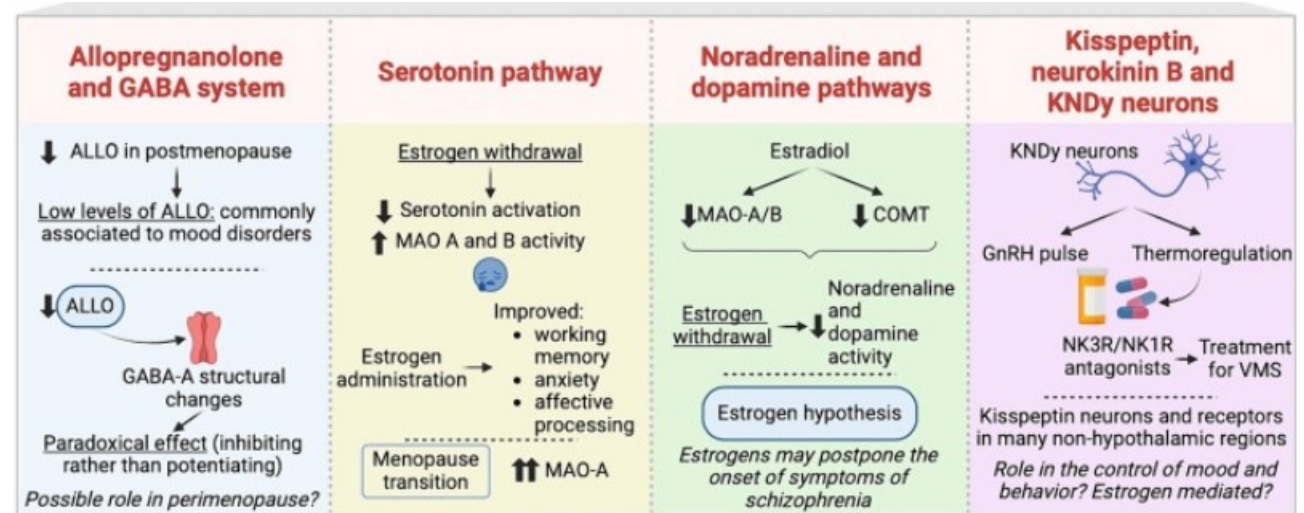 Allopregnanolone
and GABA system
ALLO in postmenopause
Low levels of ALLO: commonly
associated to mood disorders
ALLO
GABA-A structural
changes
Paradoxical effect (inhibiting
rather than potentiating)
Possible role in perimenopause?
Serotonin pathway
Estrogen withdrawal
Serotonin activation
MAO A and B activity
Estrogen
administration
Improved:
• working
memory
• anxiety
• affective
processing
Menopause
transition
MAO-A
Noradrenaline and
dopamine pathways
Estradiol
MAO-A/B
COMT
Estrogen
withdrawal
Noradrenaline
and
dopamine
activity
Estrogen hypothesis
Estrogens may postpone the
onset of symptoms of
schizophrenia
Kisspeptin,
neurokinin B and
KNDy neurons
KNDy neurons
GnRH pulse
Thermoregulation
NK3R/NK1R
antagonists
Treatment
for VMS
Kisspeptin neurons and receptors
in many non-hypothalamic regions
Role in the control of mood and
behavior? Estrogen mediated?